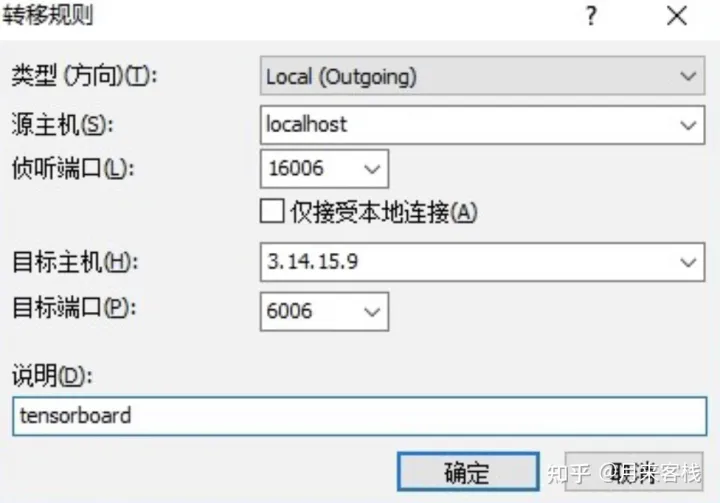 转移规则
类型(方向)(T):
Local (Outgoing)
源主机(S):
localhost
侦听端口(L):
16006
仅接受本地连接(A)
目标主机(H):
3.14.15.9
目标端口(P):
6006
说明(D):
tensorboard
确定
取消
知乎 @月来客栈